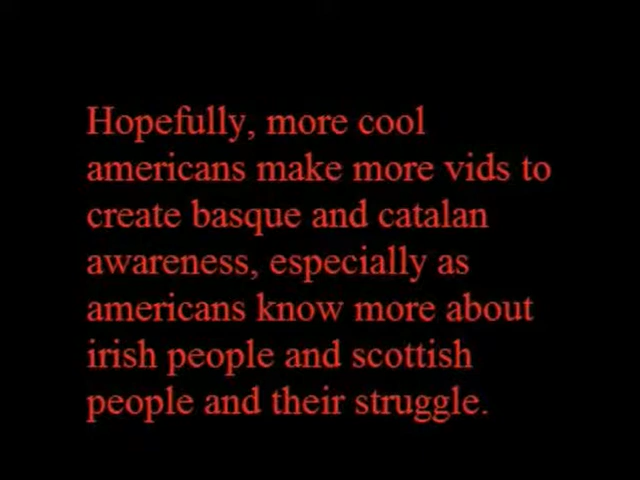 Hopefully, more cool
americans make more vids to
create basque and catalan
awareness, especially as
americans know more about
irish people and scottish
people and their struggle.